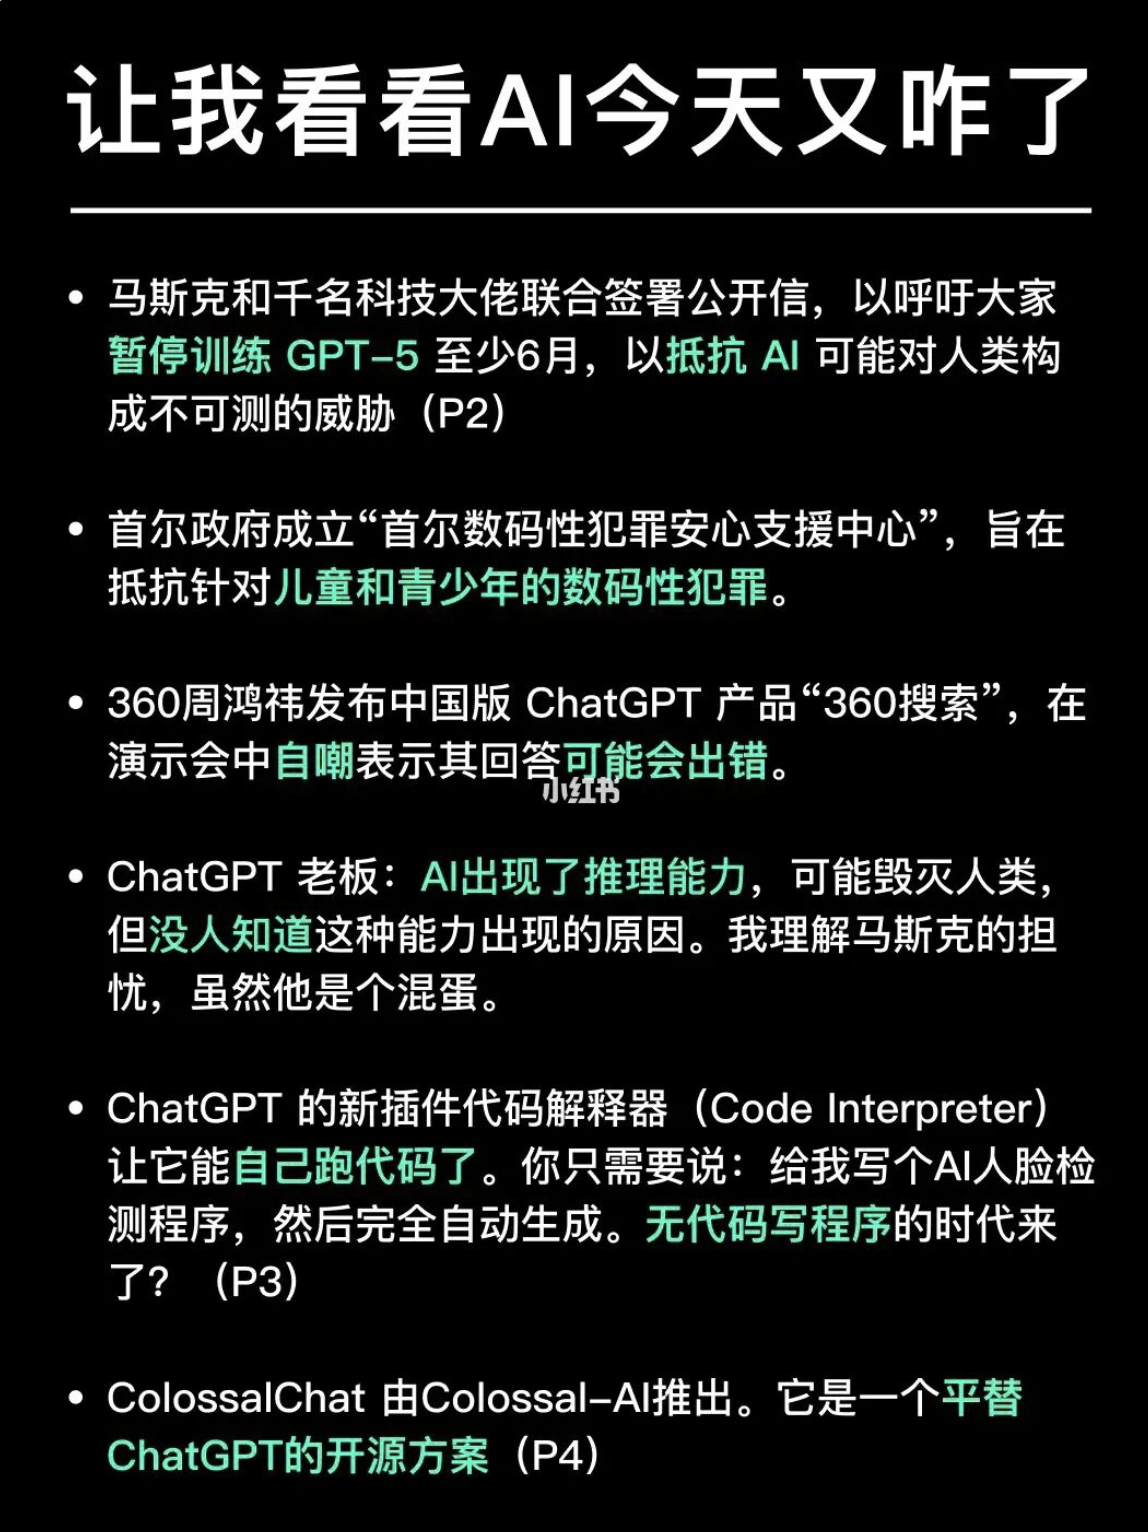 让我看看AI今天又咋了
• 马斯克和千名科技大佬联合签署公开信，以呼吁大家
暂停训练 GPT-5 至少6月，以抵抗 AI 可能对人类构
成不可测的威胁（P2）
• 首尔政府成立“首尔数码性犯罪安心支援中心”，旨在
抵抗针对儿童和青少年的数码性犯罪。
• 360周鸿祎发布中国版 ChatGPT 产品“360搜索”，在
演示会中自嘲表示其回答可能会出错。
小红书
• ChatGPT 老板：AI出现了推理能力，可能毁灭人类，
但没人知道这种能力出现的原因。我理解马斯克的担
忧，虽然他是个混蛋。
• ChatGPT 的新插件代码解释器（Code Interpreter）
让它能自己跑代码了。你只需要说：给我写个AI人脸检
测程序，然后完全自动生成。无代码写程序的时代来
了？（P3）
• ColossalChat 由Colossal-AI推出。它是一个平替
ChatGPT的开源方案（P4）